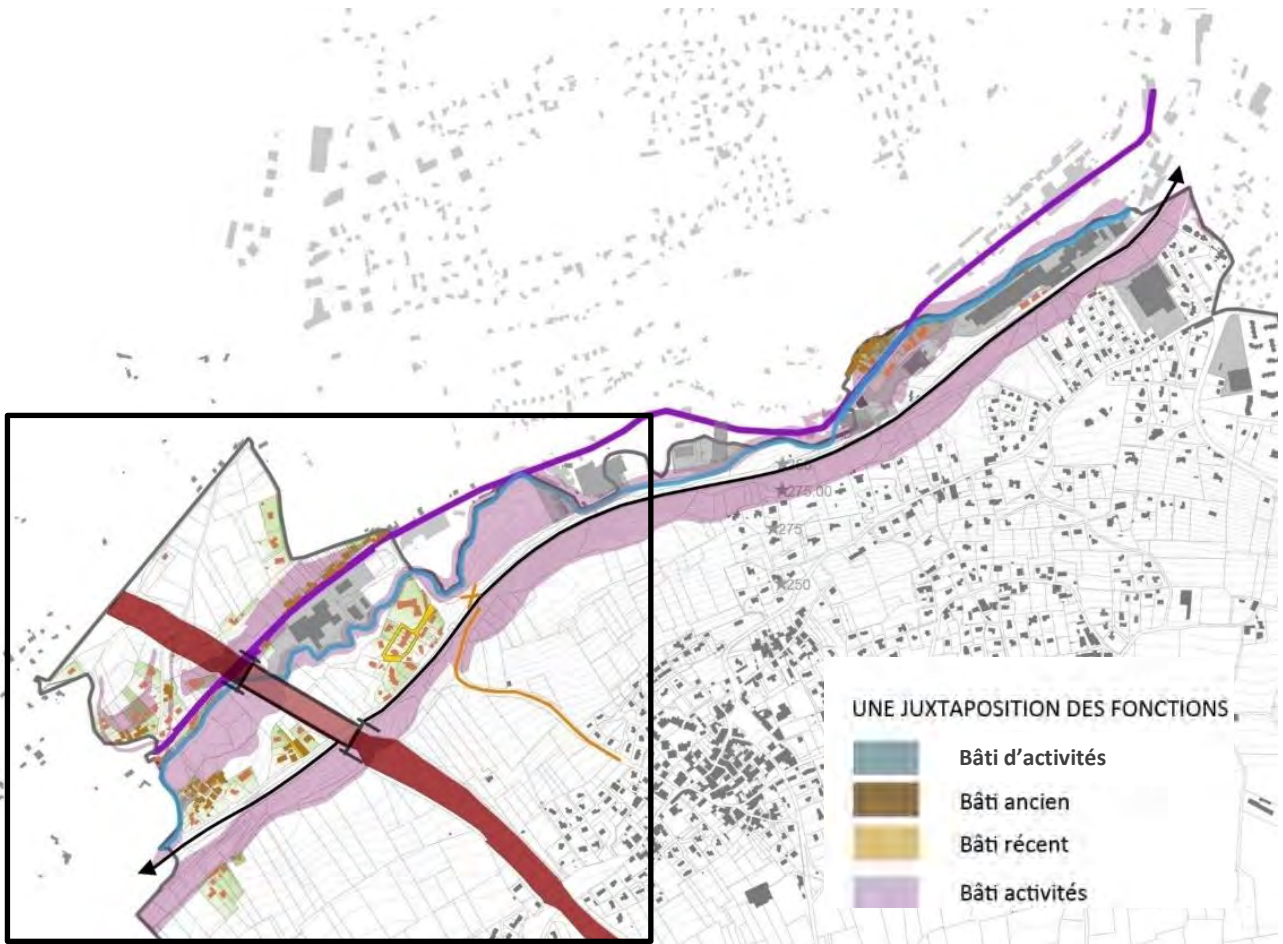 ★275.00
★275
★250
UNE JUXTAPOSITION DES FONCTIONS
Bâti d’activités
Bâti ancien
Bâti récent
Bâti activités